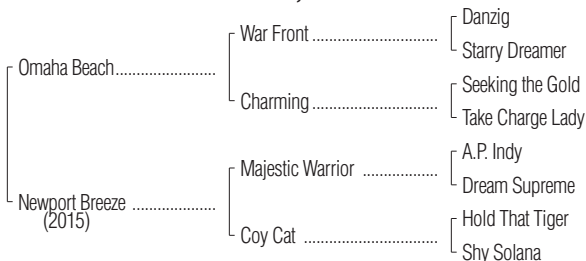 Danzig
War Front ........................................
Starry Dreamer
Omaha Beach........................
Seeking the Gold
Charming........................................
Take Charge Lady
A.P. Indy
Majestic Warrior ........................
Dream Supreme
Newport Breeze ....................
(2015)
Hold That Tiger
Coy Cat ........................................
Shy Solana